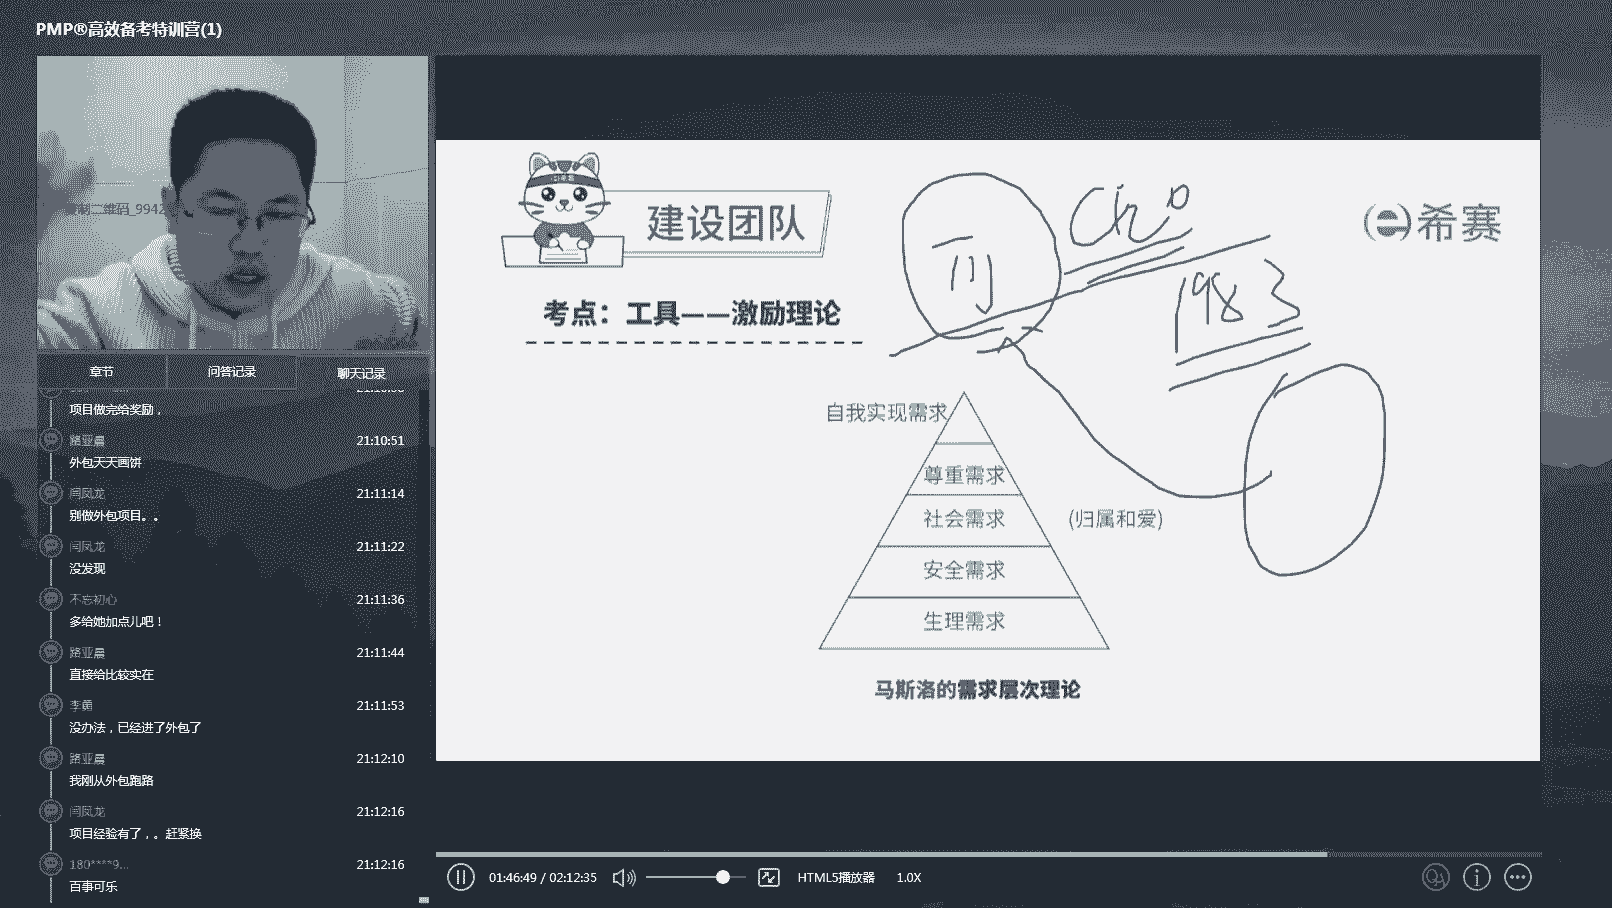 PMP®高效备考特训营(1)
章节
问答记录
聊天记录
项目做完给奖励，
路亚晨 21:10:51
外包天天画饼
闫凤龙 21:11:14
别做外包项目。。
闫凤龙 21:11:22
没发现
不忘初心 21:11:36
多给她加点儿吧！
路亚晨 21:11:44
直接给比较实在
李勇 21:11:53
没办法，已经进了外包了
路亚晨 21:12:10
我刚从外包跑路
闫凤龙 21:12:16
项目经验有了，。赶紧换
180****9... 21:12:16
百事可乐
建设团队
希赛
考点：工具——激励理论
1983
自我实现需求
尊重需求
社会需求
(归属和爱)
安全需求
生理需求
马斯洛的需求层次理论
01:46:49 / 02:12:35
HTML5播放器
1.0X